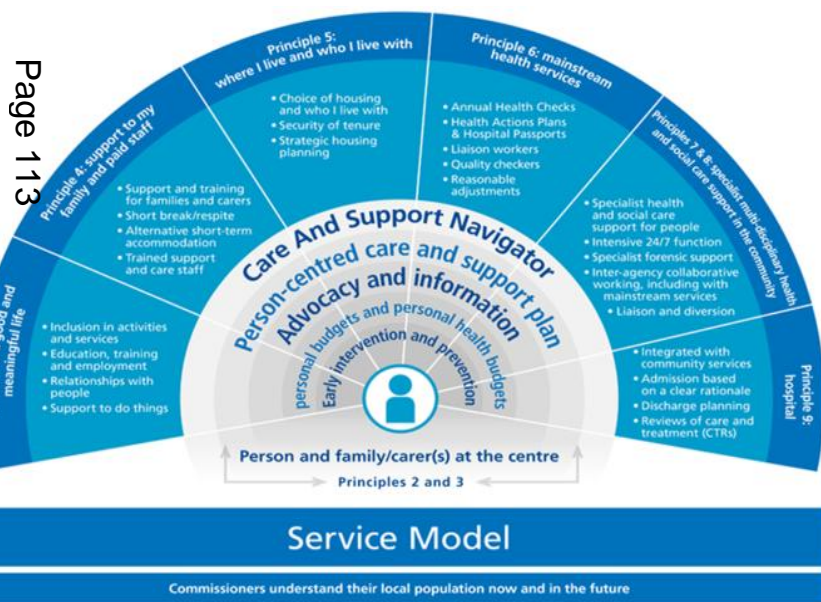 Page 113
good and
meaningful life
• Inclusion in activities
and services
• Education, training
and employment
• Relationships with
people
• Support to do things
Principle 4: support to my
family and paid staff
• Support and training
for families and carers
• Short break/respite
• Alternative short-term
accommodation
• Trained support
and care staff
Principle 5:
where I live and who I live with
• Choice of housing
and who I live with
• Security of tenure
• Strategic housing
planning
Principle 6: mainstream
health services
• Annual Health Checks
• Health Actions Plans
& Hospital Passports
• Liaison workers
• Quality checkers
• Reasonable
adjustments
Principles 7 & 8: specialist multi-disciplinary health
and social care support in the community
• Specialist health
and social care
support for people
• Intensive 24/7 function
• Specialist forensic support
• Inter-agency collaborative
working, including with
mainstream services
• Liaison and diversion
Principle 9:
hospital
• Integrated with
community services
• Admission based
on a clear rationale
• Discharge planning
• Reviews of care and
treatment (CTRs)
Care And Support Navigator
Person-centred care and support plan
Advocacy and information
personal budgets and personal health budgets
Early intervention and prevention
Person and family/carer(s) at the centre
Principles 2 and 3
Service Model
Commissioners understand their local population now and in the future